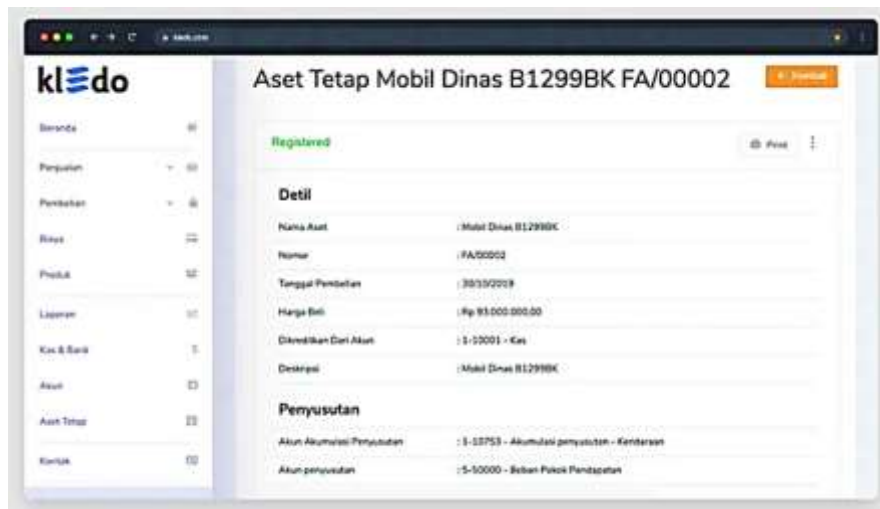 kledo.com
kledo
Aset Tetap Mobil Dinas B1299BK FA/00002
Kembali
Beranda
Registered
Print
Penjualan
Detil
Pembelian
Nama Aset : Mobil Dinas B1299BK
Biaya
Nomor : FA/00002
Produk
Tanggal Pembelian : 30/10/2019
Harga Beli : Rp 93.000.000,00
Laporan
Dikreditkan Dari Akun : 1-10001 - Kas
Kas & Bank
Deskripsi : Mobil Dinas B1299BK
Akun
Penyusutan
Aset Tetap
Akun Akumulasi Penyusutan : 1-10753 - Akumulasi penyusutan - Kendaraan
Kontak
Akun penyusutan : 5-50000 - Beban Pokok Pendapatan